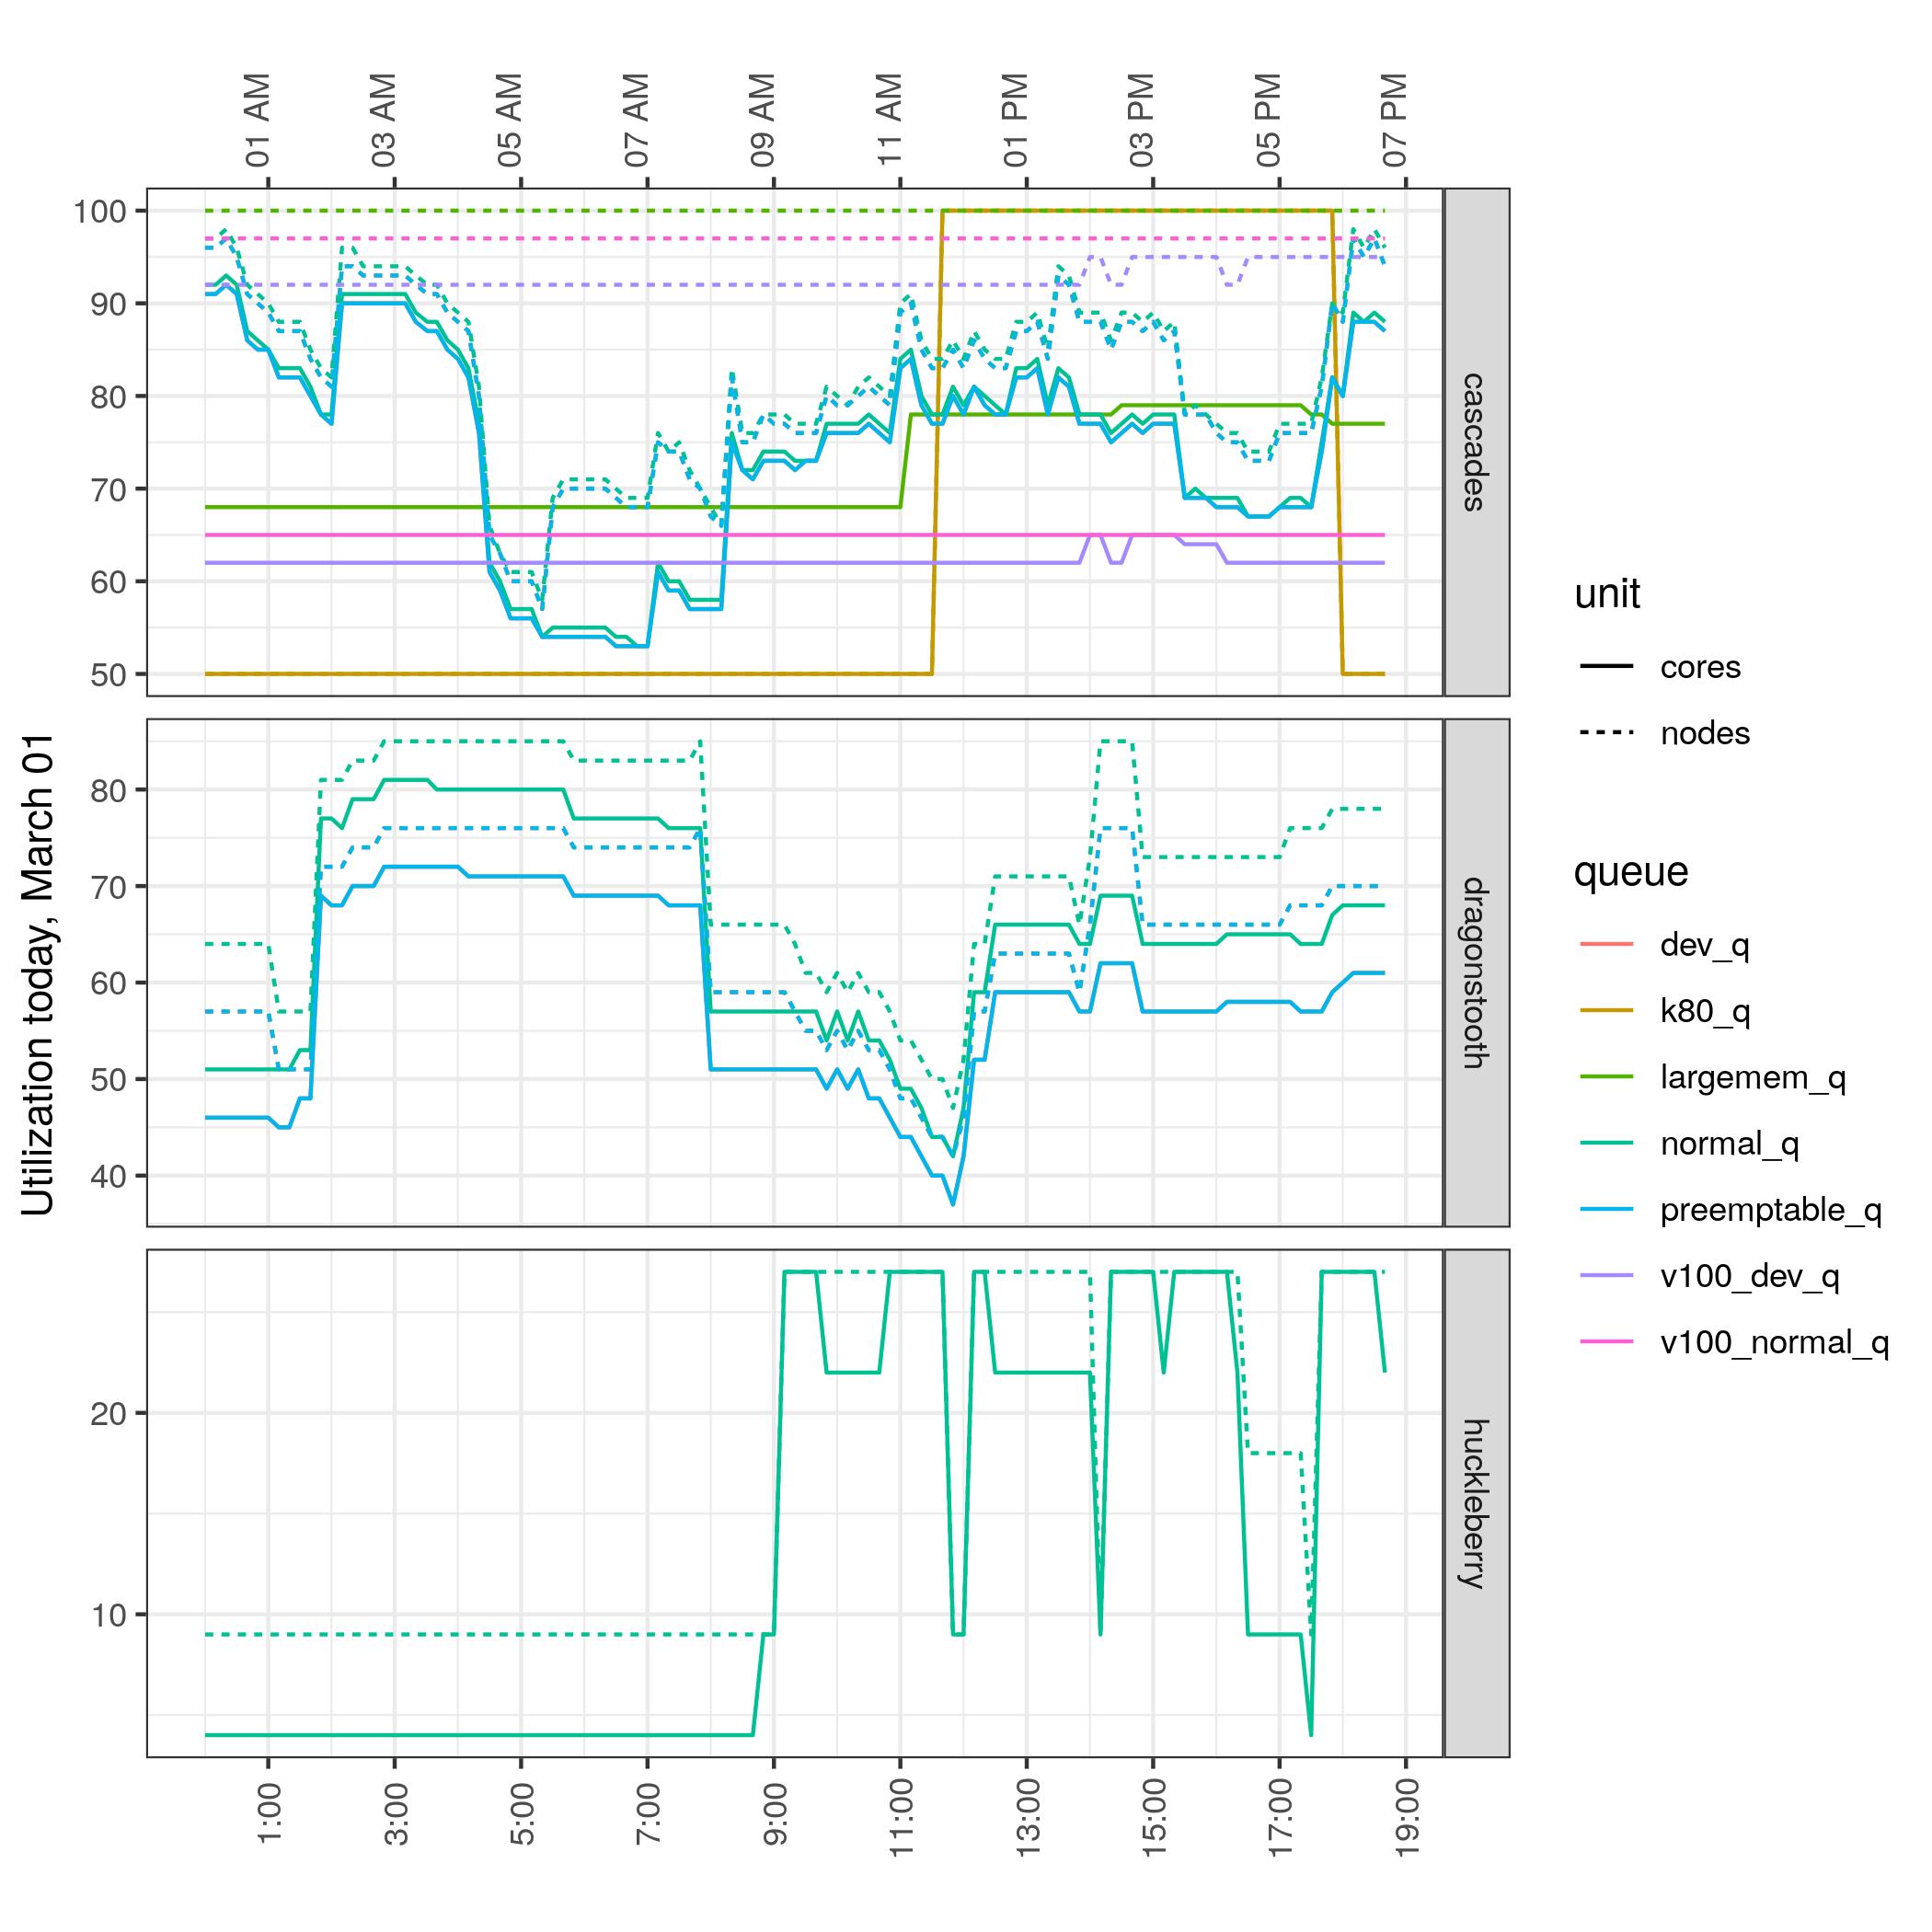 01 AM
03 AM
05 AM
07 AM
09 AM
11 AM
01 PM
03 PM
05 PM
07 PM
Utilization today, March 01
100
90
80
70
60
50
cascades
80
70
60
50
40
dragonstooth
20
10
huckleberry
1:00
3:00
5:00
7:00
9:00
11:00
13:00
15:00
17:00
19:00
unit
cores
nodes
queue
dev_q
k80_q
largemem_q
normal_q
preemptable_q
v100_dev_q
v100_normal_q